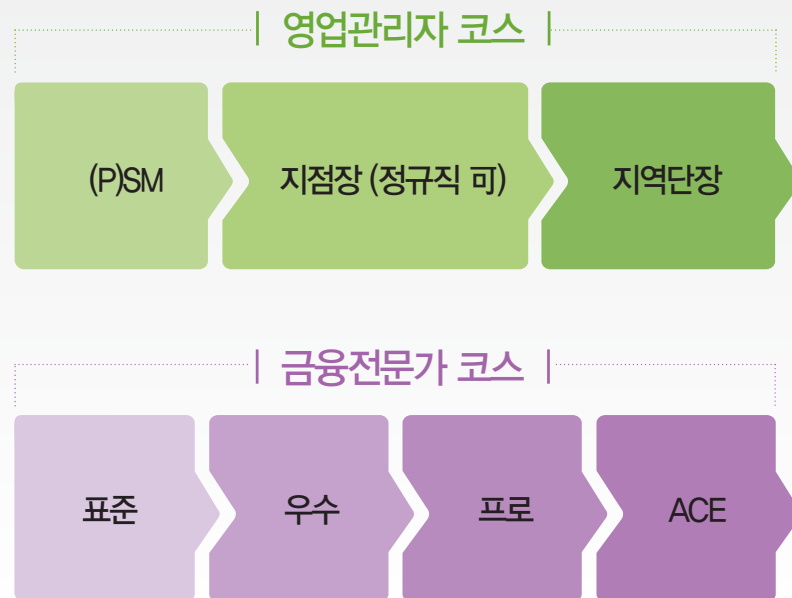 영업관리자 코스
(P)SM
지점장 (정규직 可)
지역단장
금융전문가 코스
표준
우수
프로
ACE